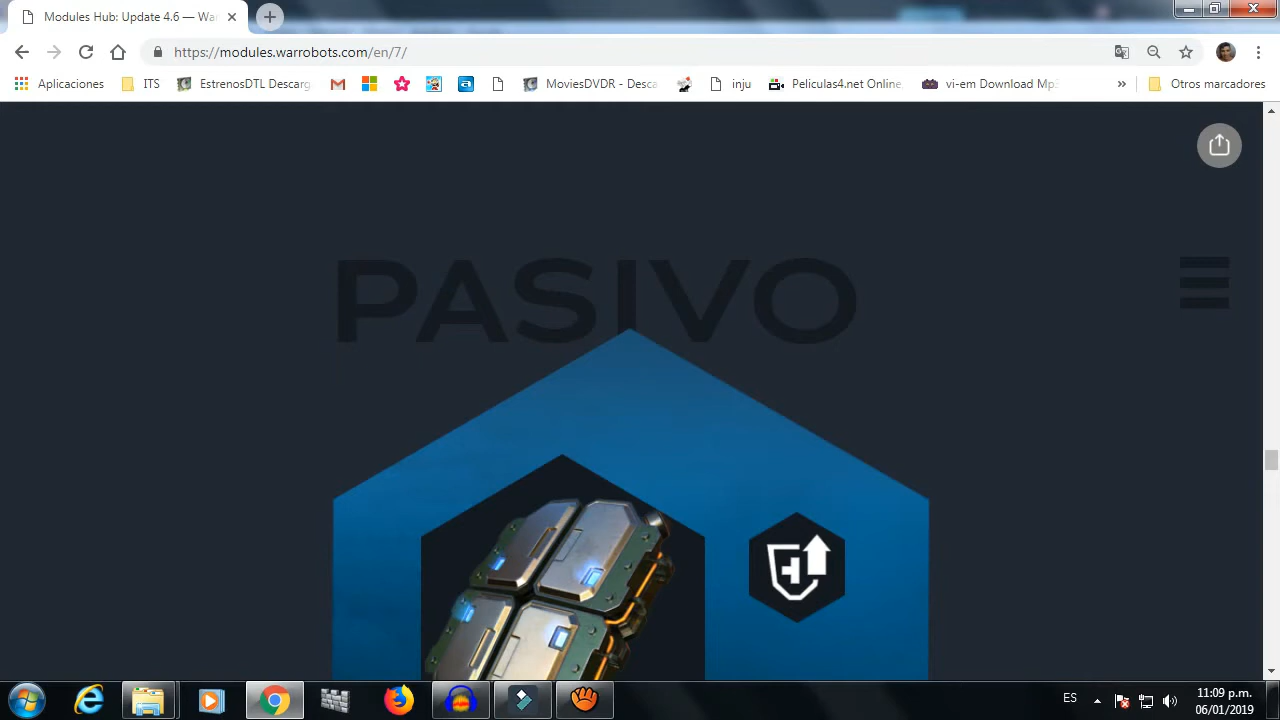 Modules Hub: Update 4.6 — Wa
https://modules.warrobots.com/en/7/
Aplicaciones
ITS
EstrenosDTL Descarg
MoviesDVDR - Desca
inju
Peliculas4.net Online
vi-em Download Mp3
»
Otros marcadores
PASIVO
ES
11:09 p.m.
06/01/2019